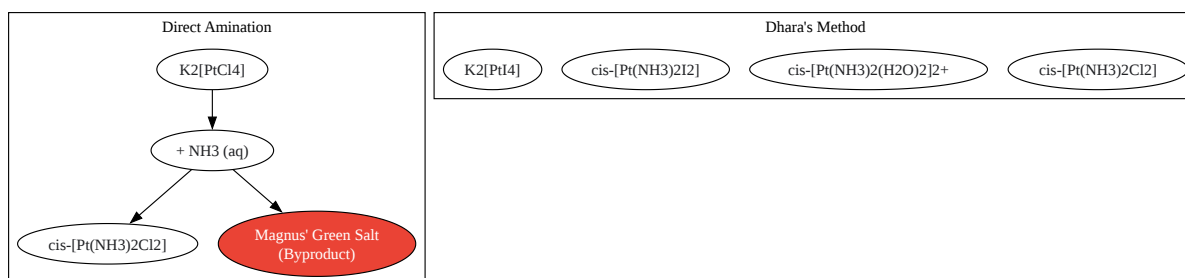 Direct Amination
K2[PtCl4]
+ NH3 (aq)
cis-[Pt(NH3)2Cl2]
Magnus' Green Salt
(Byproduct)
Dhara's Method
K2[PtI4]
cis-[Pt(NH3)2I2]
cis-[Pt(NH3)2(H2O)2]2+
cis-[Pt(NH3)2Cl2]